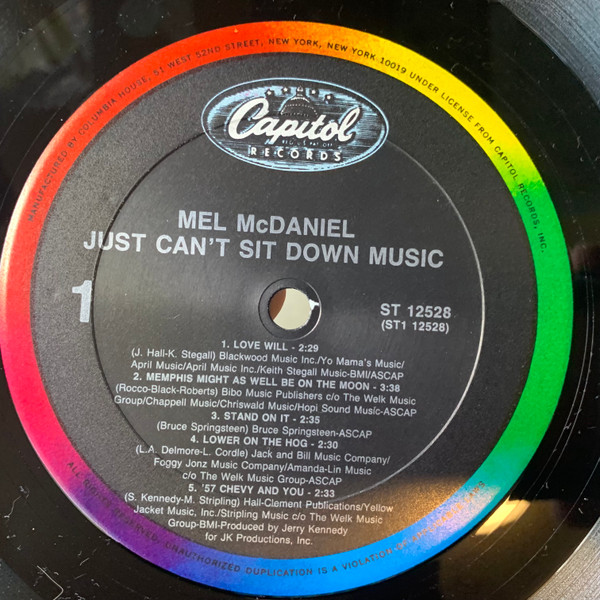 MANUFACTURED BY COLUMBIA HOUSE, 51 WEST 52ND STREET, NEW YORK, NEW YORK 10019 UNDER LICENSE FROM CAPITOL RECORDS, INC.
Capitol
RECORDS
MEL McDANIEL
JUST CAN'T SIT DOWN MUSIC
1
ST 12528
(ST1 12528)
1. LOVE WILL - 2:29
(J. Hall-K. Stegall) Blackwood Music Inc./Yo Mama's Music/
April Music/April Music Inc./Keith Stegall Music-BMI/ASCAP
2. MEMPHIS MIGHT AS WELL BE ON THE MOON - 3:38
(Rocco-Black-Roberts) Bibo Music Publishers c/o The Welk Music
Group/Chappell Music/Chriswald Music/Hopi Sound Music-ASCAP
3. STAND ON IT - 2:35
(Bruce Springsteen) Bruce Springsteen-ASCAP
4. LOWER ON THE HOG - 2:30
(L.A. Delmore-L. Cordle) Jack and Bill Music Company/
Foggy Jonz Music Company/Amanda-Lin Music
c/o The Welk Music Group-ASCAP
5. '57 CHEVY AND YOU - 2:33
(S. Kennedy-M. Stripling) Hall-Clement Publications/Yellow
Jacket Music, Inc./Stripling Music c/o The Welk Music
Group-BMI-Produced by Jerry Kennedy
for JK Productions, Inc.
ALL RIGHTS RESERVED. UNAUTHORIZED DUPLICATION IS A VIOLATION OF